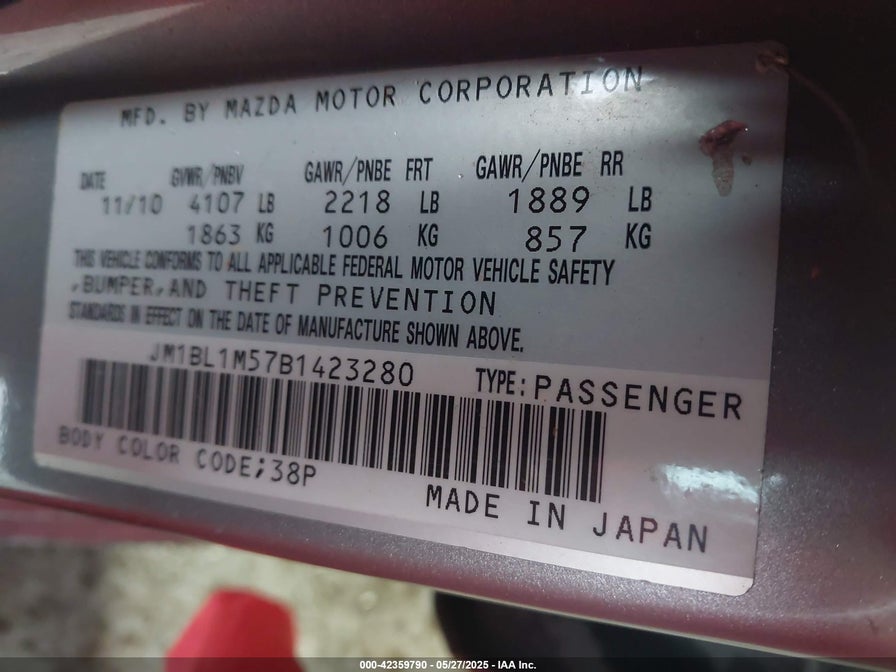 MFD. BY MAZDA MOTOR CORPORATION
DATE GVWR/PNBV GAWR/PNBE FRT GAWR/PNBE RR
11/10 4107 LB 2218 LB 1889 LB
1863 KG 1006 KG 857 KG
THIS VEHICLE CONFORMS TO ALL APPLICABLE FEDERAL MOTOR VEHICLE SAFETY
,BUMPER,AND THEFT PREVENTION
STANDARDS IN EFFECT ON THE DATE OF MANUFACTURE SHOWN ABOVE.
JM1BL1M57B1423280 TYPE:PASSENGER
BODY COLOR CODE;38P
MADE IN JAPAN
000-42359790 - 05/27/2025 - IAA Inc.